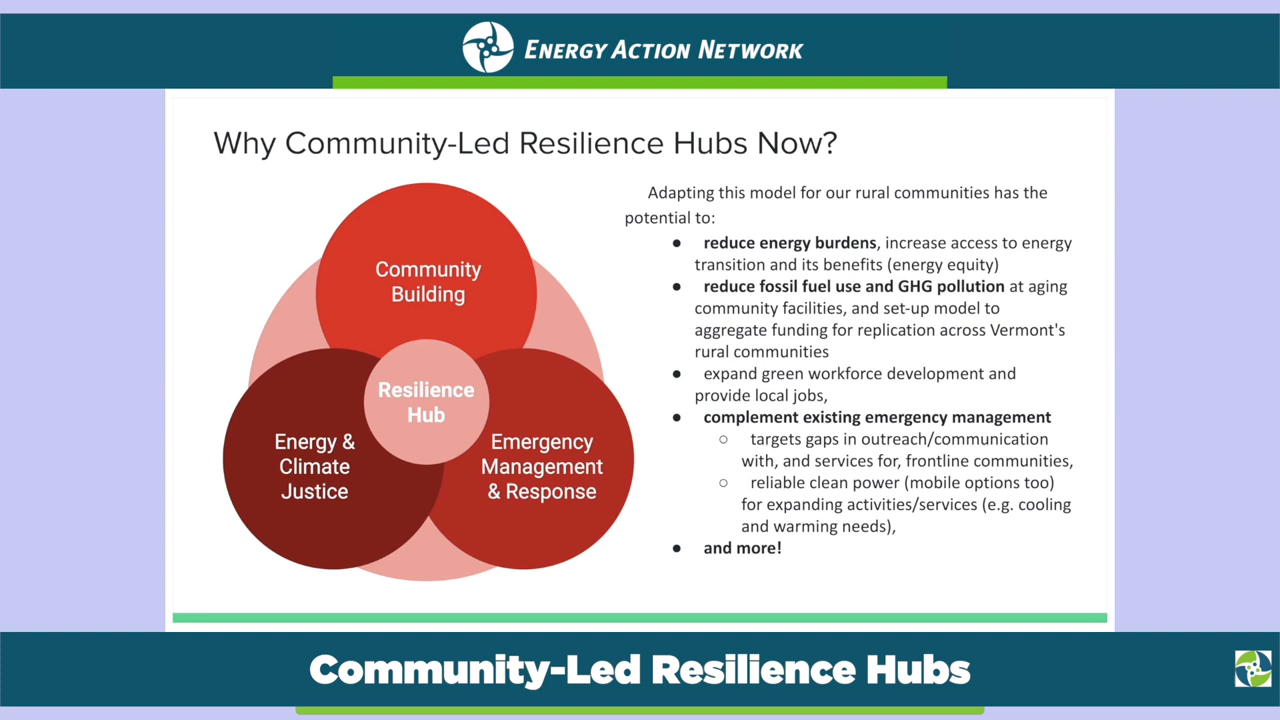 ENERGY ACTION NETWORK
Why Community-Led Resilience Hubs Now?
Community
Building
Resilience
Hub
Energy &
Climate
Justice
Emergency
Management
& Response
Adapting this model for our rural communities has the
potential to:
● reduce energy burdens, increase access to energy
transition and its benefits (energy equity)
● reduce fossil fuel use and GHG pollution at aging
community facilities, and set-up model to
aggregate funding for replication across Vermont's
rural communities
● expand green workforce development and
provide local jobs,
● complement existing emergency management
○ targets gaps in outreach/communication
with, and services for, frontline communities,
○ reliable clean power (mobile options too)
for expanding activities/services (e.g. cooling
and warming needs),
● and more!
Community-Led Resilience Hubs